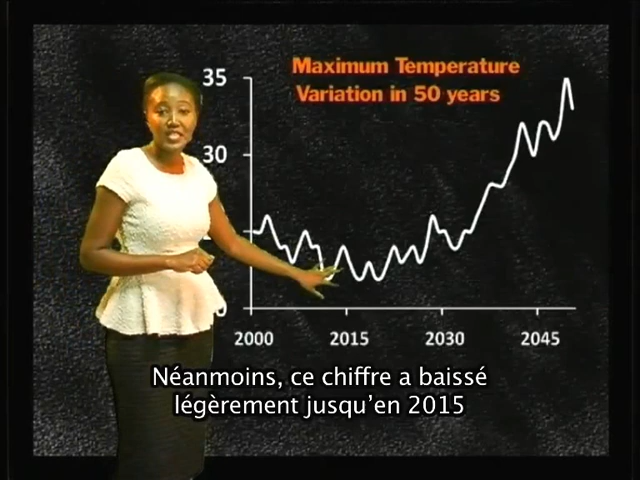 Maximum Temperature
Variation in 50 years
35
30
2000 2015 2030 2045
Néanmoins, ce chiffre a baissé
légèrement jusqu'en 2015